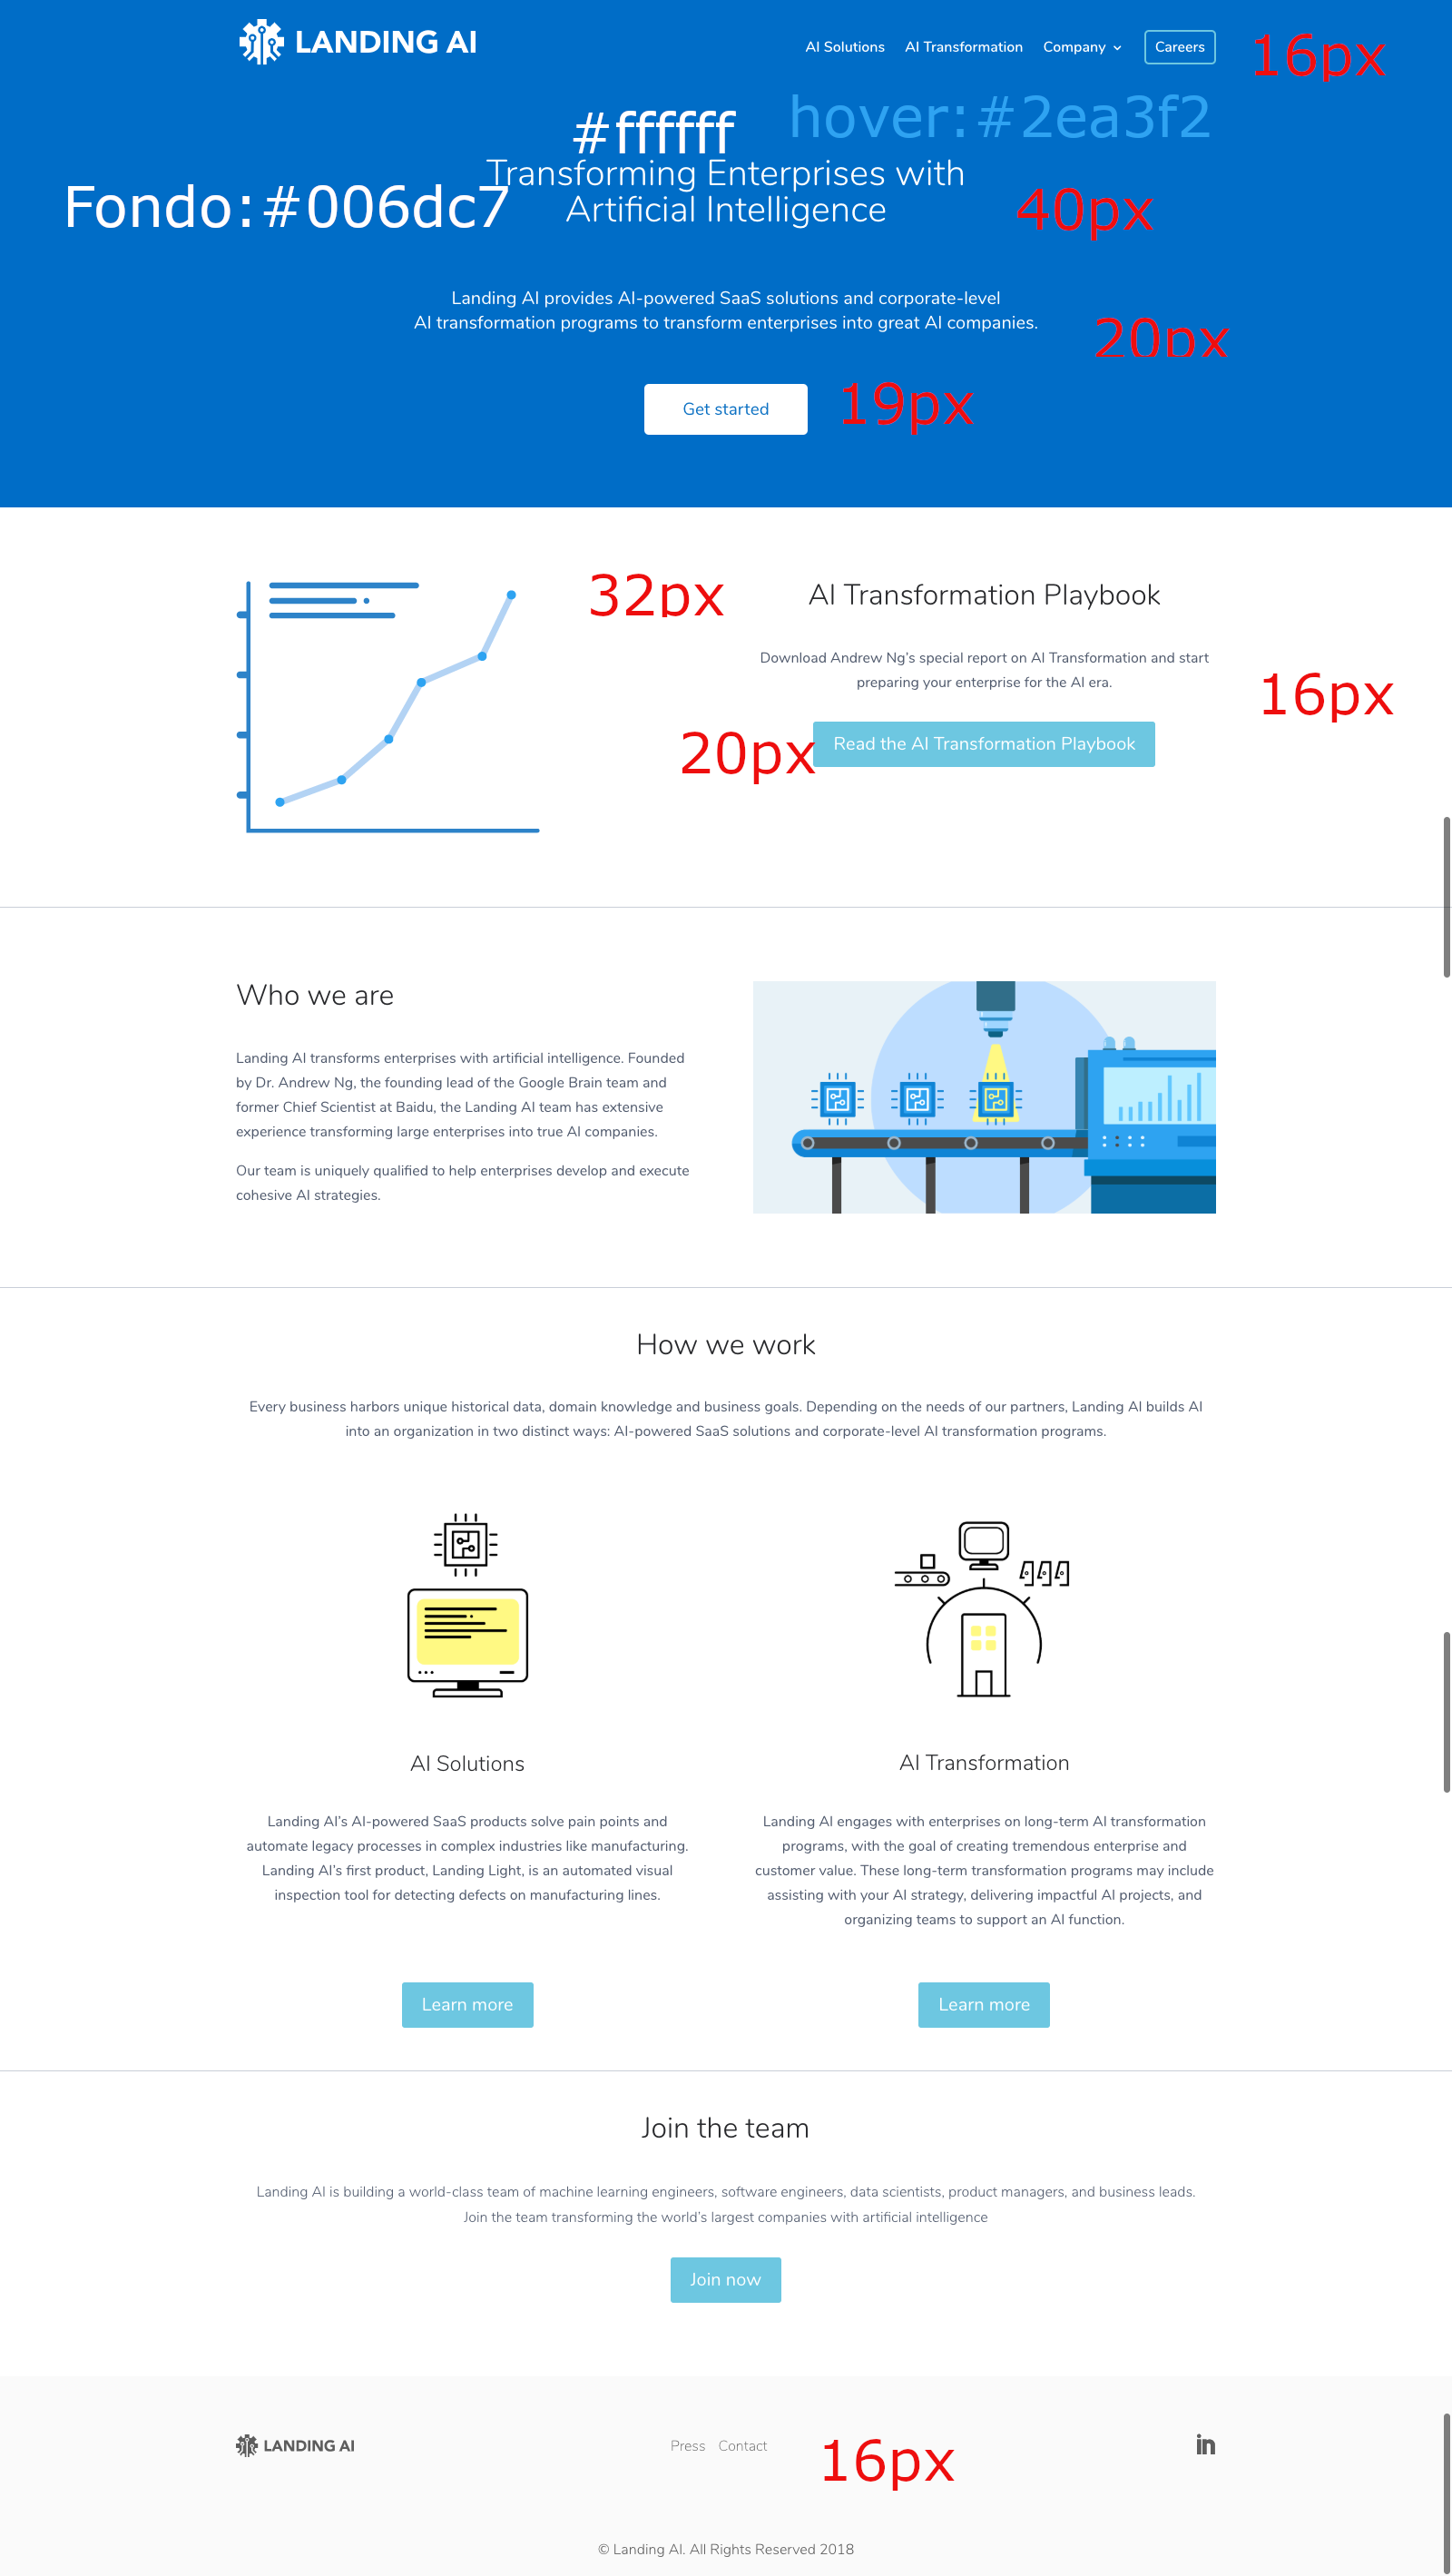 LANDING AI
AI Solutions AI Transformation Company Careers
16px
hover:#2ea3f2
#ffffff
Transforming Enterprises with
Artificial Intelligence
Fondo:#006dc7
40px
Landing AI provides AI-powered SaaS solutions and corporate-level
AI transformation programs to transform enterprises into great AI companies.
20px
Get started
19px
32px
AI Transformation Playbook
Download Andrew Ng's special report on AI Transformation and start
preparing your enterprise for the AI era.
16px
20px
Read the AI Transformation Playbook
Who we are
Landing AI transforms enterprises with artificial intelligence. Founded
by Dr. Andrew Ng, the founding lead of the Google Brain team and
former Chief Scientist at Baidu, the Landing AI team has extensive
experience transforming large enterprises into true AI companies.
Our team is uniquely qualified to help enterprises develop and execute
cohesive AI strategies.
How we work
Every business harbors unique historical data, domain knowledge and business goals. Depending on the needs of our partners, Landing AI builds AI
into an organization in two distinct ways: AI-powered SaaS solutions and corporate-level AI transformation programs.
AI Solutions
Landing AI's AI-powered SaaS products solve pain points and
automate legacy processes in complex industries like manufacturing.
Landing AI's first product, Landing Light, is an automated visual
inspection tool for detecting defects on manufacturing lines.
Learn more
AI Transformation
Landing AI engages with enterprises on long-term AI transformation
programs, with the goal of creating tremendous enterprise and
customer value. These long-term transformation programs may include
assisting with your AI strategy, delivering impactful AI projects, and
organizing teams to support an AI function.
Learn more
Join the team
Landing AI is building a world-class team of machine learning engineers, software engineers, data scientists, product managers, and business leads.
Join the team transforming the world's largest companies with artificial intelligence
Join now
LANDING AI
Press Contact
16px
in
© Landing AI. All Rights Reserved 2018